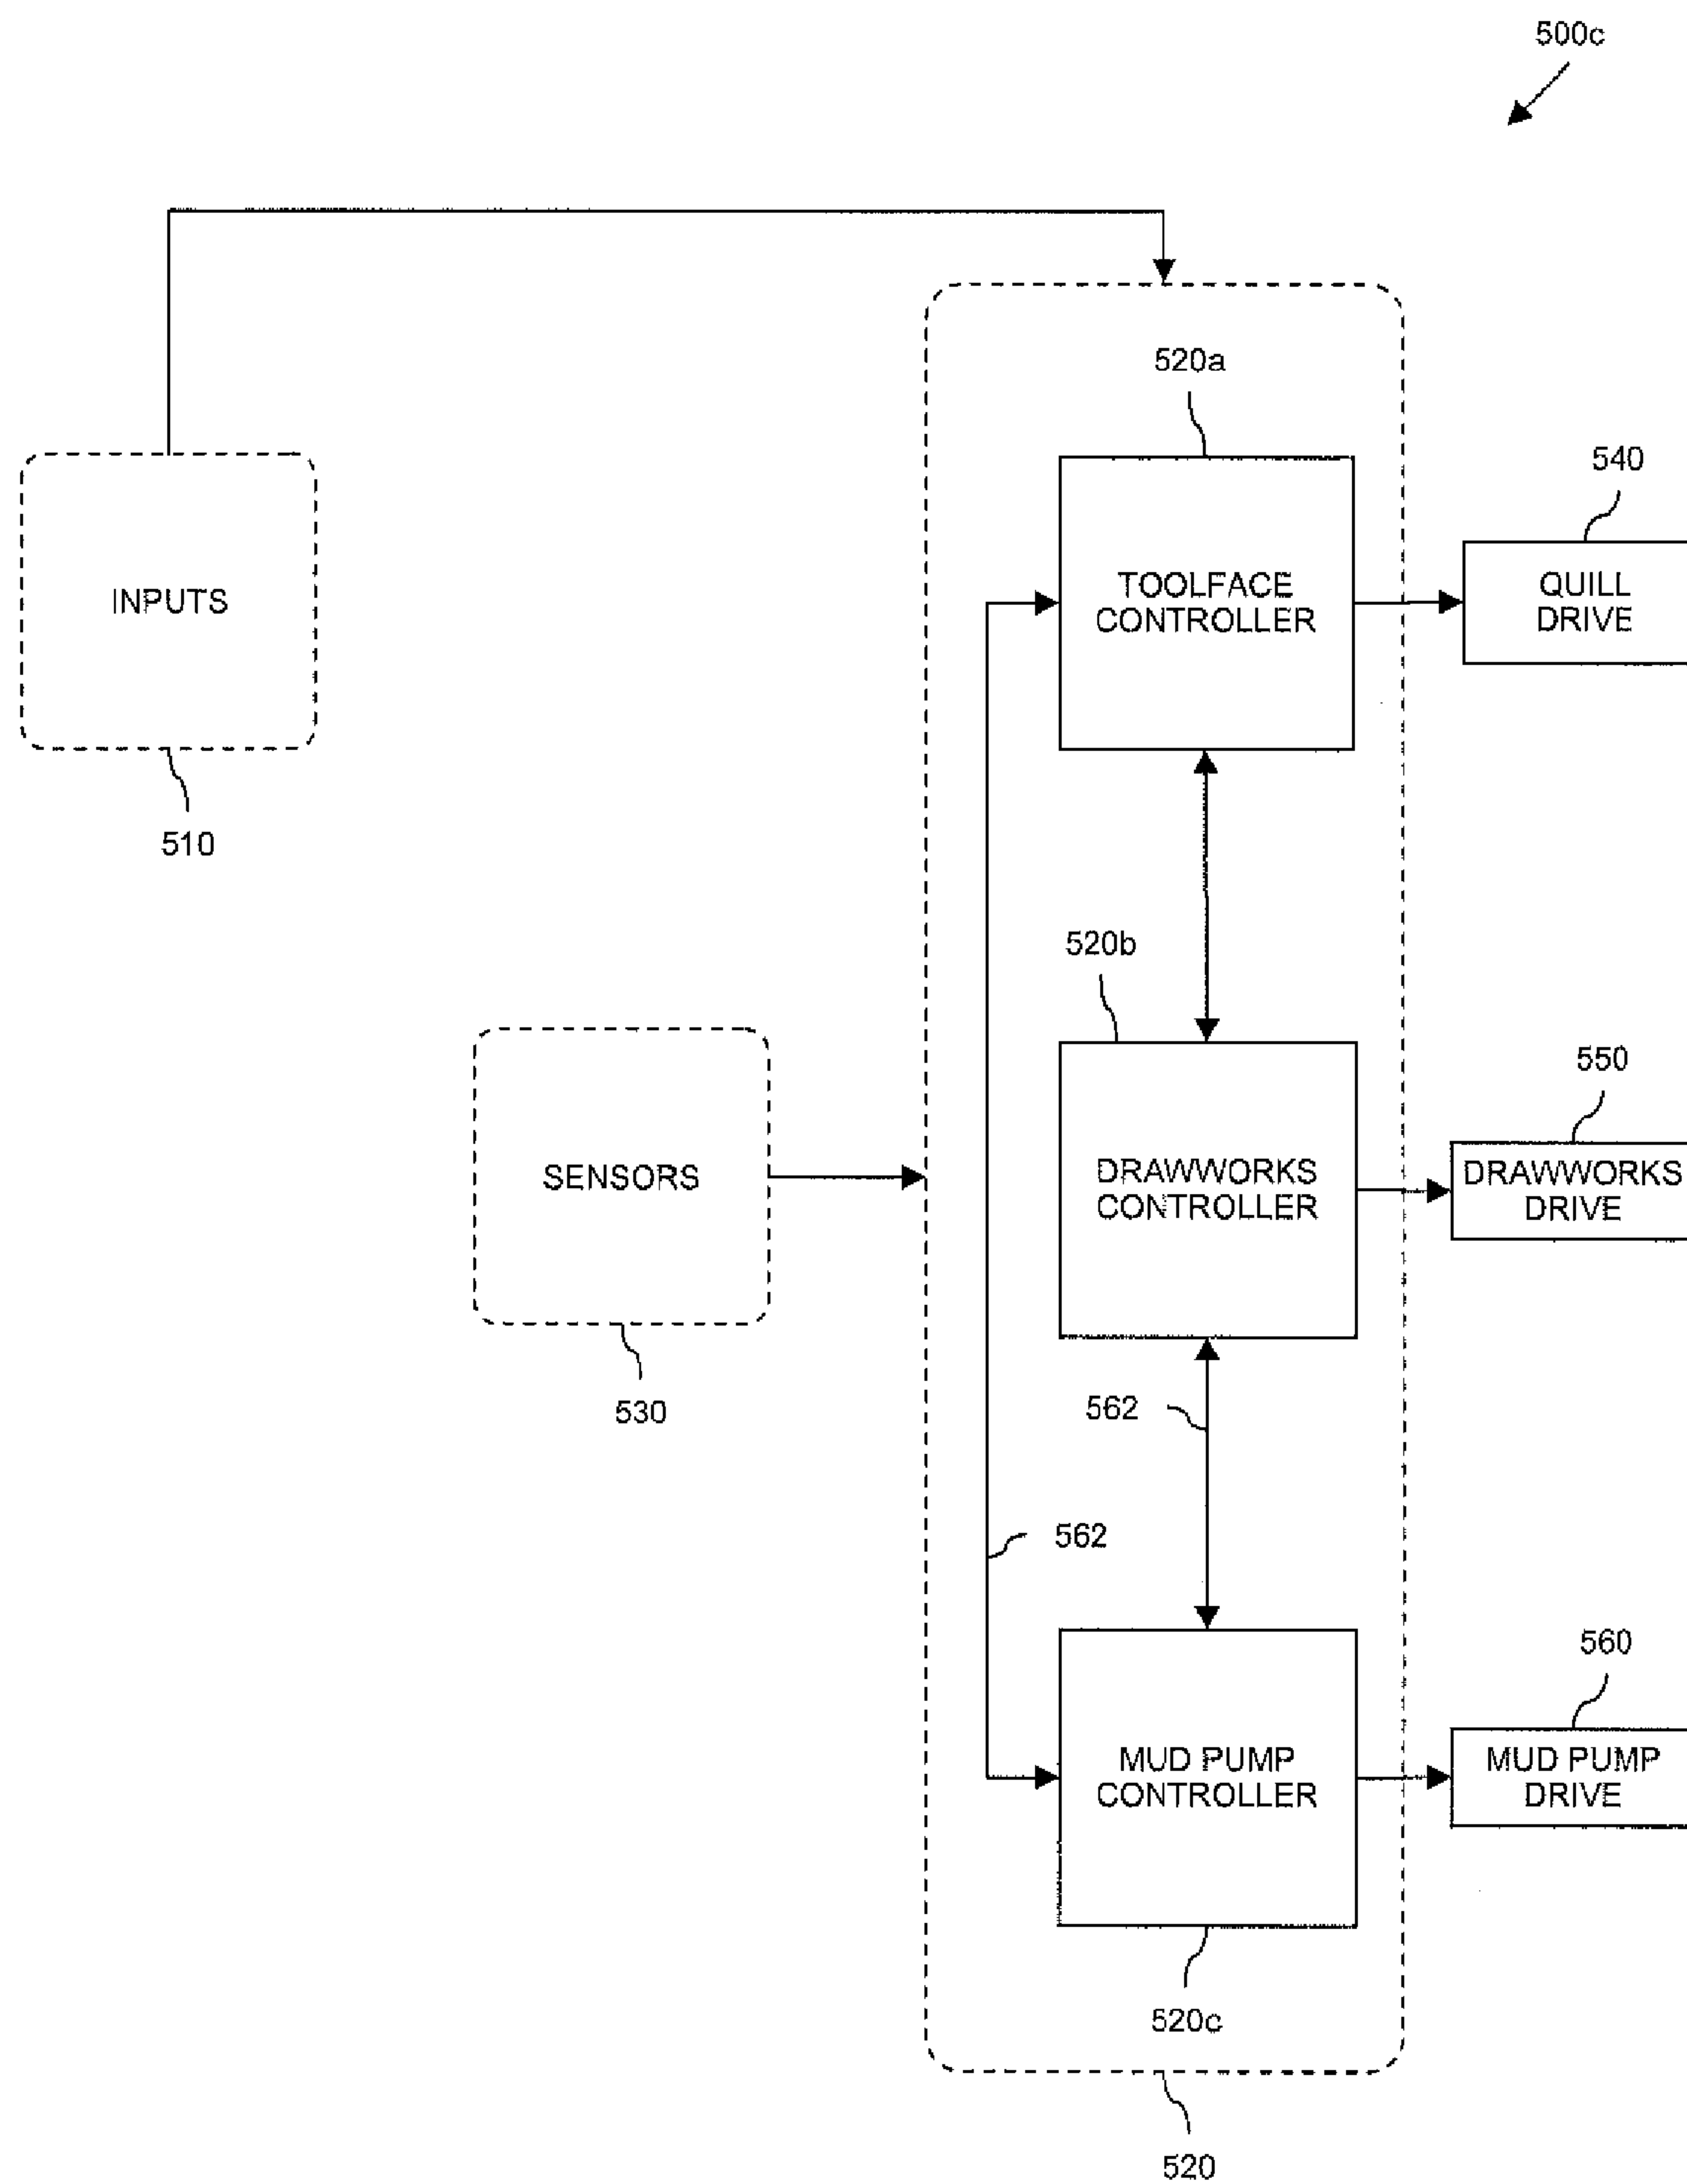 500c
520a
540
INPUTS
TOOLFACE
CONTROLLER
QUILL
DRIVE
510
520b
550
SENSORS
DRAWWORKS
CONTROLLER
DRAWWORKS
DRIVE
530
562
562
560
MUD PUMP
CONTROLLER
MUD PUMP
DRIVE
520c
520